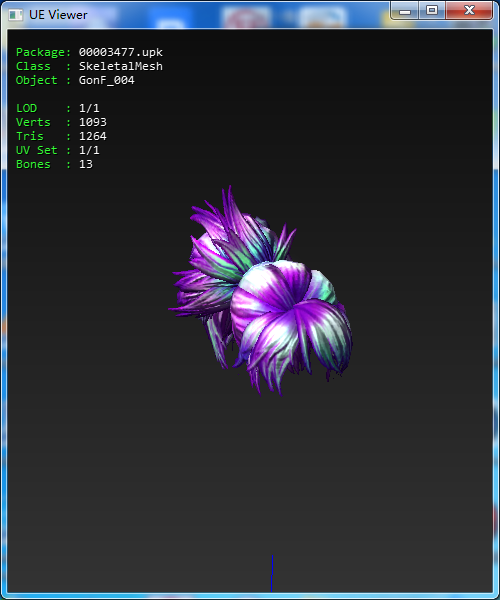 UE Viewer
Package: 00003477.upk
Class : SkeletalMesh
Object : GonF_004
LOD : 1/1
Verts : 1093
Tris : 1264
UV Set : 1/1
Bones : 13